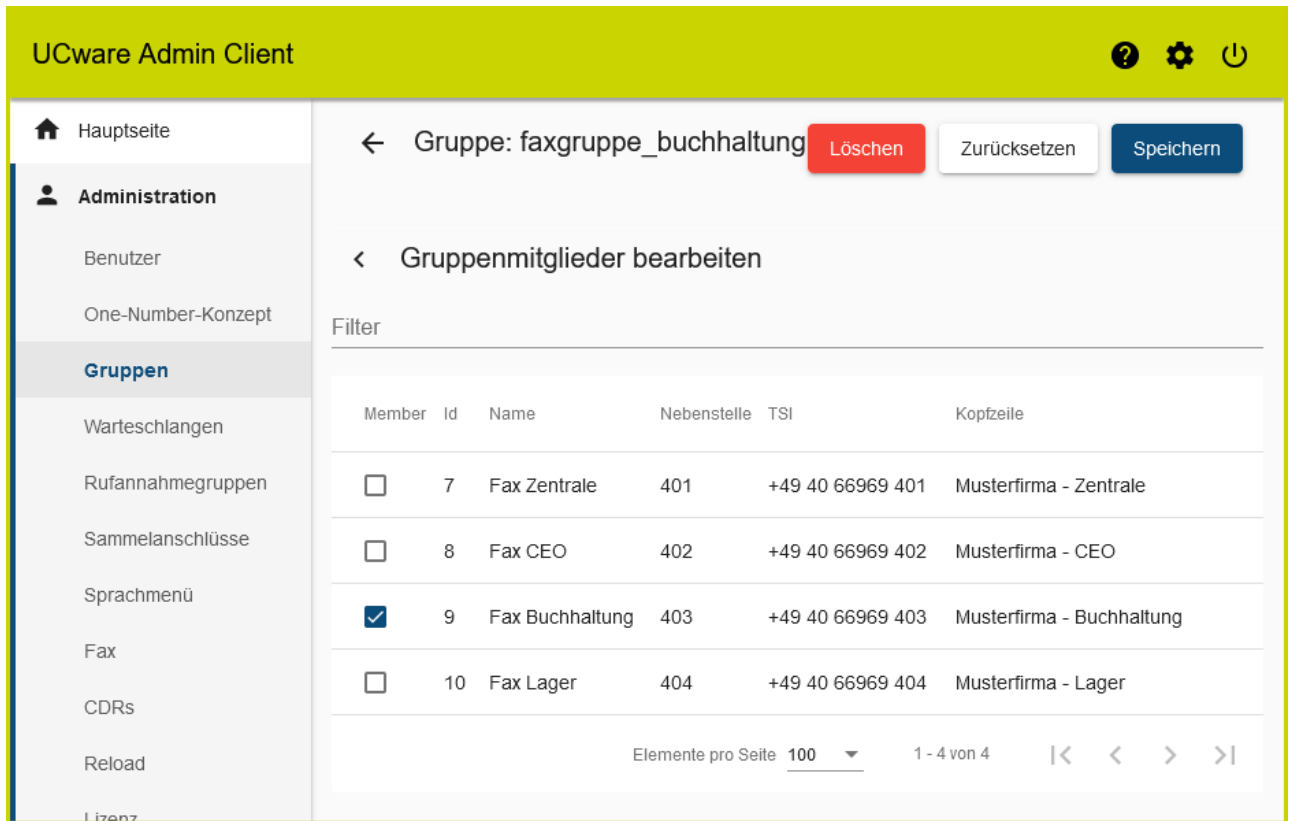 UCware Admin Client
Hauptseite
Administration
Benutzer
One-Number-Konzept
Gruppen
Warteschlangen
Rufannahmegruppen
Sammelanschlüsse
Sprachmenü
Fax
CDRs
Reload
Lizenz
Gruppe: faxgruppe_buchhaltung Löschen Zurücksetzen Speichern
Gruppenmitglieder bearbeiten
Filter
Member Id Name Nebenstelle TSI Kopfzeile
7 Fax Zentrale 401 +49 40 66969 401 Musterfirma - Zentrale
8 Fax CEO 402 +49 40 66969 402 Musterfirma - CEO
9 Fax Buchhaltung 403 +49 40 66969 403 Musterfirma - Buchhaltung
10 Fax Lager 404 +49 40 66969 404 Musterfirma - Lager
Elemente pro Seite 100 1 - 4 von 4